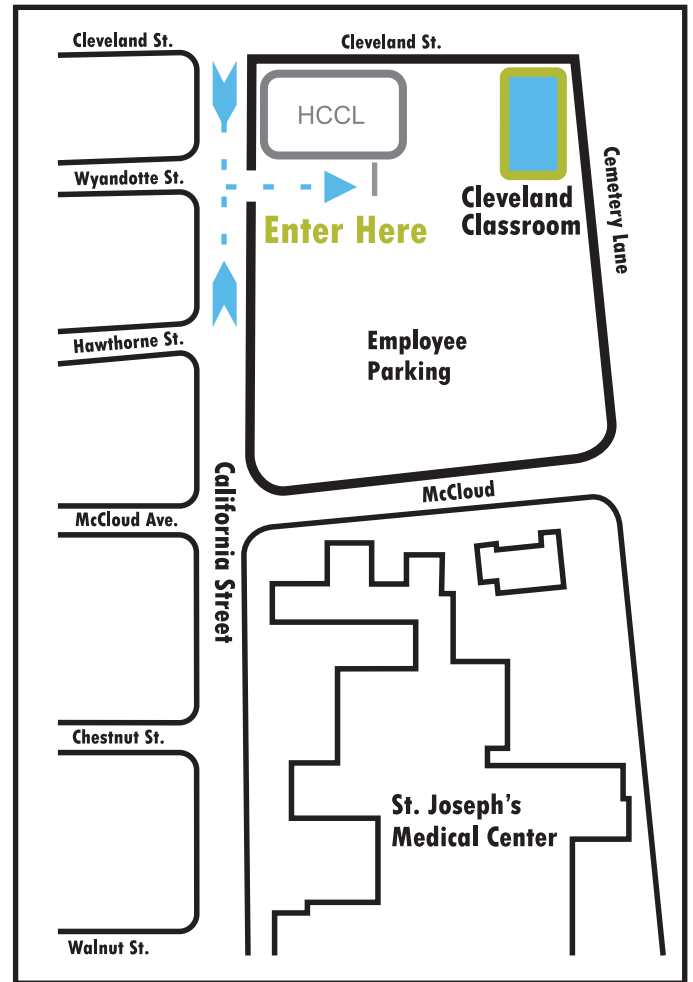 Cleveland St.
Cleveland St.
HCCL
Wyandotte St.
Cemetery Lane
Cleveland
Classroom
Enter Here
Hawthorne St.
Employee
Parking
California Street
McCloud
McCloud Ave.
Chestnut St.
St. Joseph's
Medical Center
Walnut St.